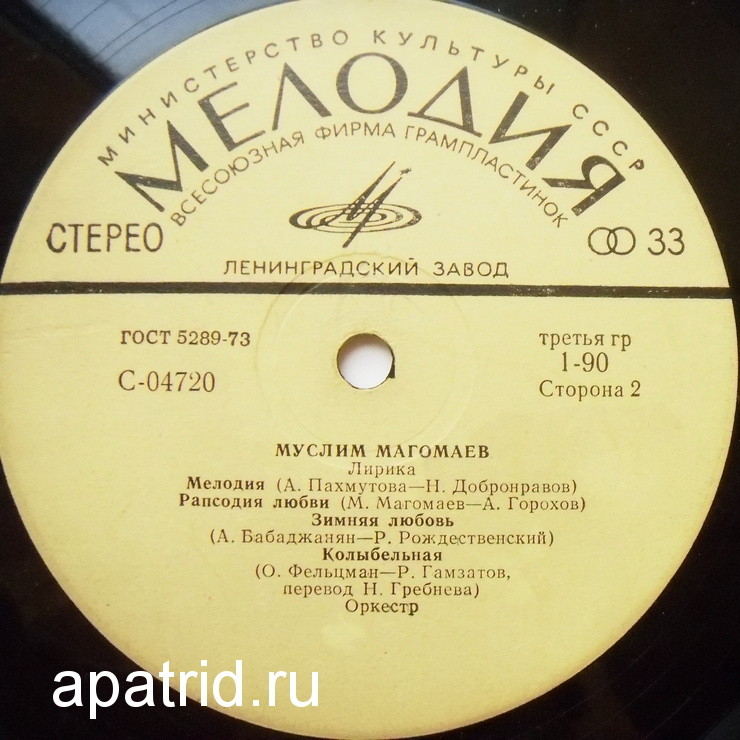 МИНИСТЕРСТВО КУЛЬТУРЫ СССР
МЕЛОДИЯ
ВСЕСОЮЗНАЯ ФИРМА ГРАМПЛАСТИНОК
СТЕРЕО
33
ЛЕНИНГРАДСКИЙ ЗАВОД
ГОСТ 5289-73
третья гр
С-04720
1-90
Сторона 2
МУСЛИМ МАГОМАЕВ
Лирика
Мелодия (А. Пахмутова—Н. Добронравов)
Рапсодия любви (М. Магомаев—А. Горохов)
Зимняя любовь
(А. Бабаджанян—Р. Рождественский)
Колыбельная
(О. Фельцман—Р. Гамзатов,
перевод Н. Гребнева)
Оркестр
apatrid.ru